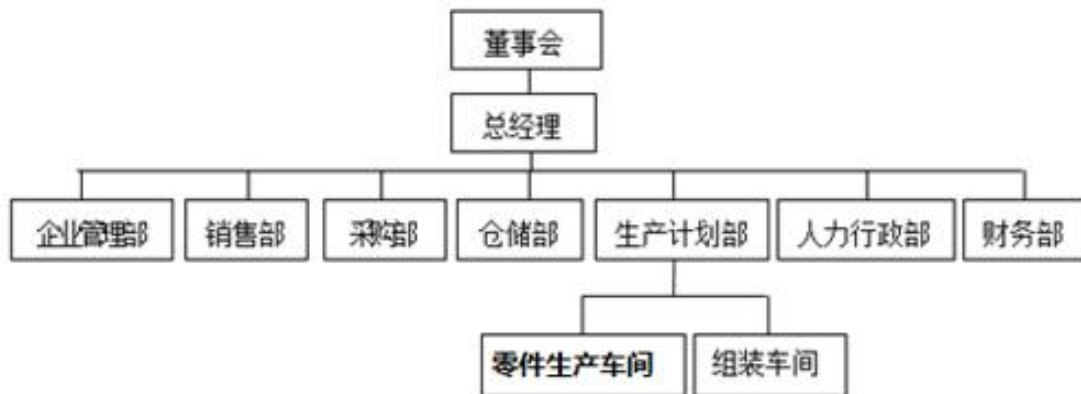 董事会
总经理
企业管理部
销售部
采购部
仓储部
生产计划部
人力行政部
财务部
零件生产车间
组装车间